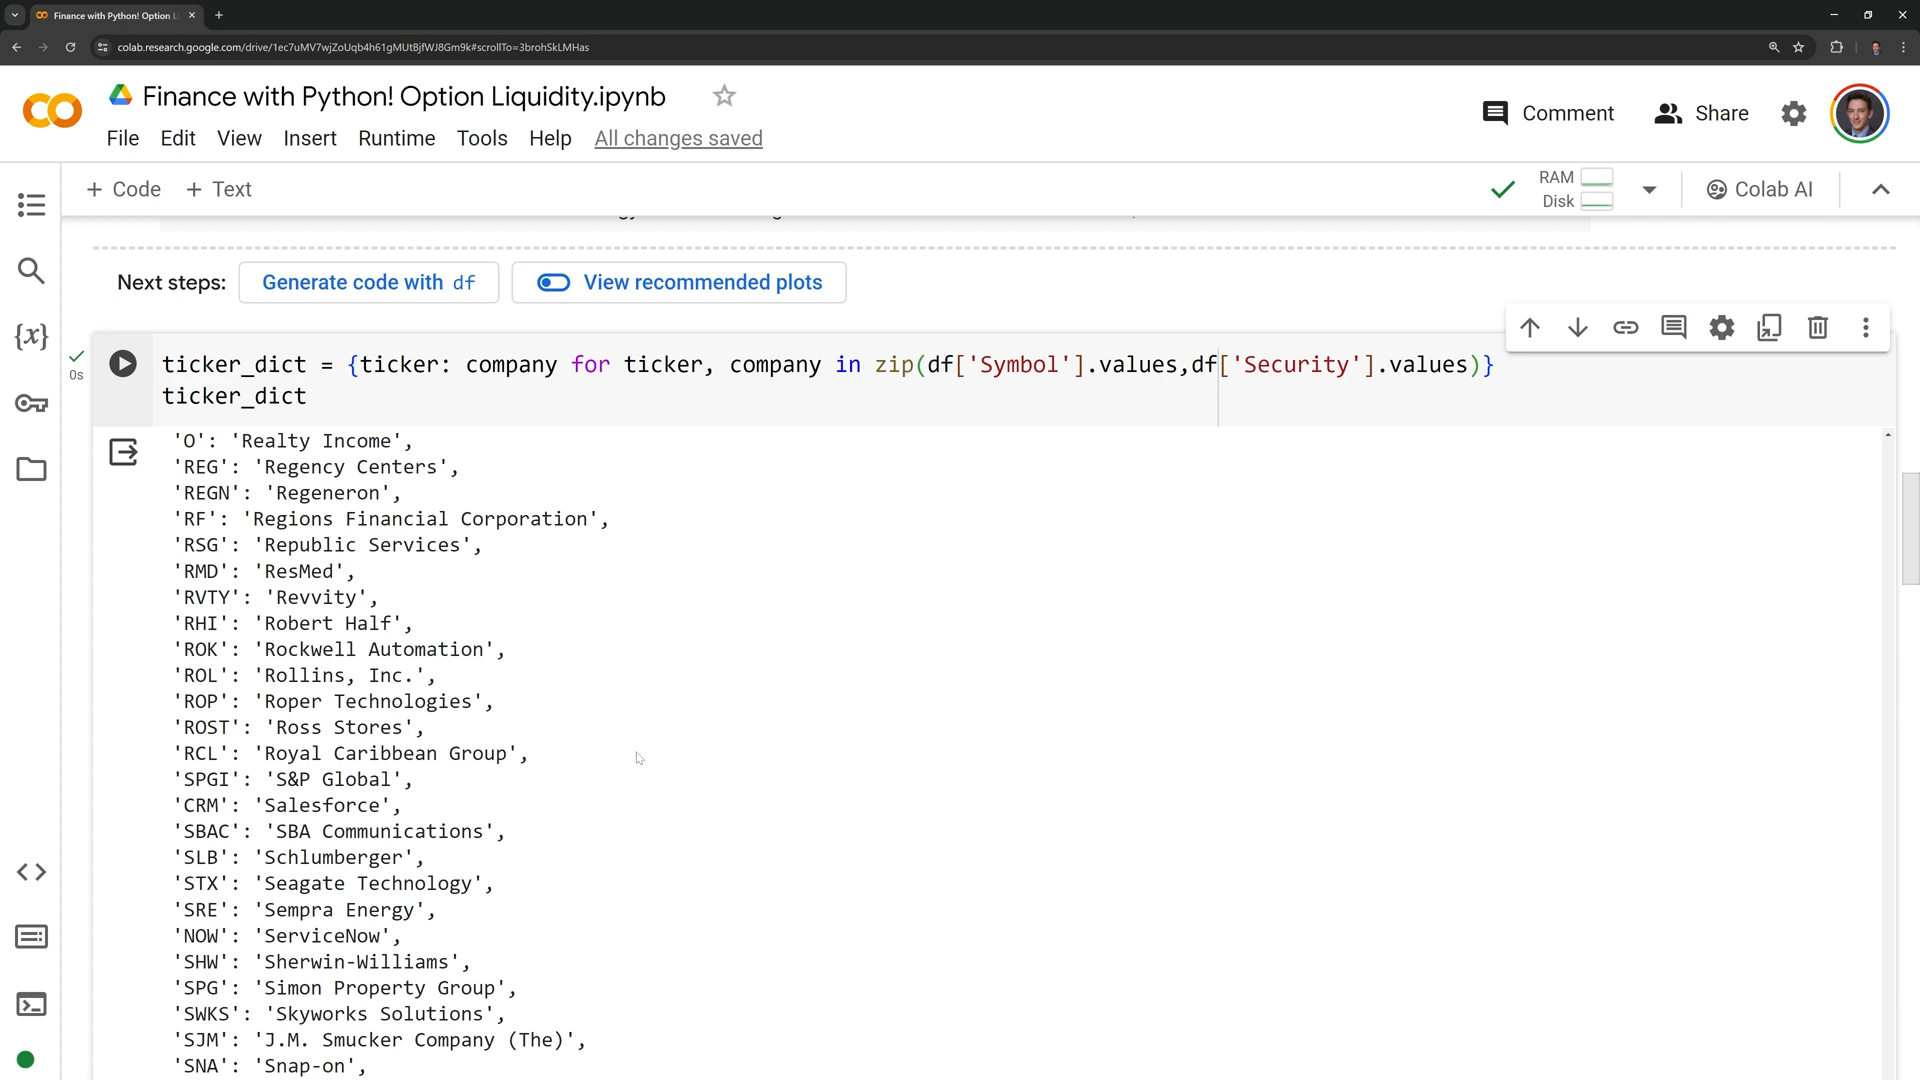 Finance with Python! Option Li
colab.research.google.com/drive/1ec7uMV7wjZoUqb4h61gMUtBjfWJ8Gm9k#scrollTo=3brohSkLMHas
Finance with Python! Option Liquidity.ipynb
Comment
Share
File Edit View Insert Runtime Tools Help All changes saved
+ Code + Text
RAM
Disk
Colab AI
Next steps: Generate code with df View recommended plots
0s
ticker_dict = {ticker: company for ticker, company in zip(df['Symbol'].values,df['Security'].values)}
ticker_dict
'O': 'Realty Income',
'REG': 'Regency Centers',
'REGN': 'Regeneron',
'RF': 'Regions Financial Corporation',
'RSG': 'Republic Services',
'RMD': 'ResMed',
'RVTY': 'Revvity',
'RHI': 'Robert Half',
'ROK': 'Rockwell Automation',
'ROL': 'Rollins, Inc.',
'ROP': 'Roper Technologies',
'ROST': 'Ross Stores',
'RCL': 'Royal Caribbean Group',
'SPGI': 'S&P Global',
'CRM': 'Salesforce',
'SBAC': 'SBA Communications',
'SLB': 'Schlumberger',
'STX': 'Seagate Technology',
'SRE': 'Sempra Energy',
'NOW': 'ServiceNow',
'SHW': 'Sherwin-Williams',
'SPG': 'Simon Property Group',
'SWKS': 'Skyworks Solutions',
'SJM': 'J.M. Smucker Company (The)',
'SNA': 'Snap-on',